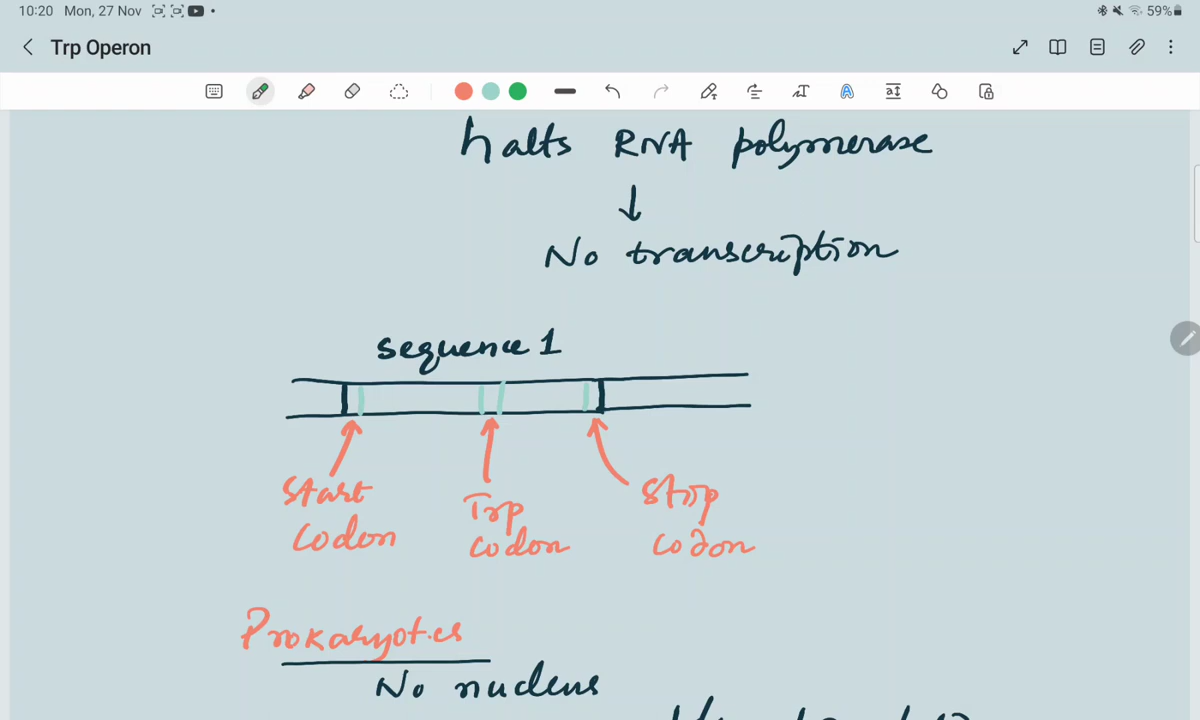 10:20 Mon, 27 Nov
59%
Trp Operon
halts RNA polymerase
No transcription
sequence 1
Start codon
Trp codon
Stop codon
Prokaryotes
No nucleus